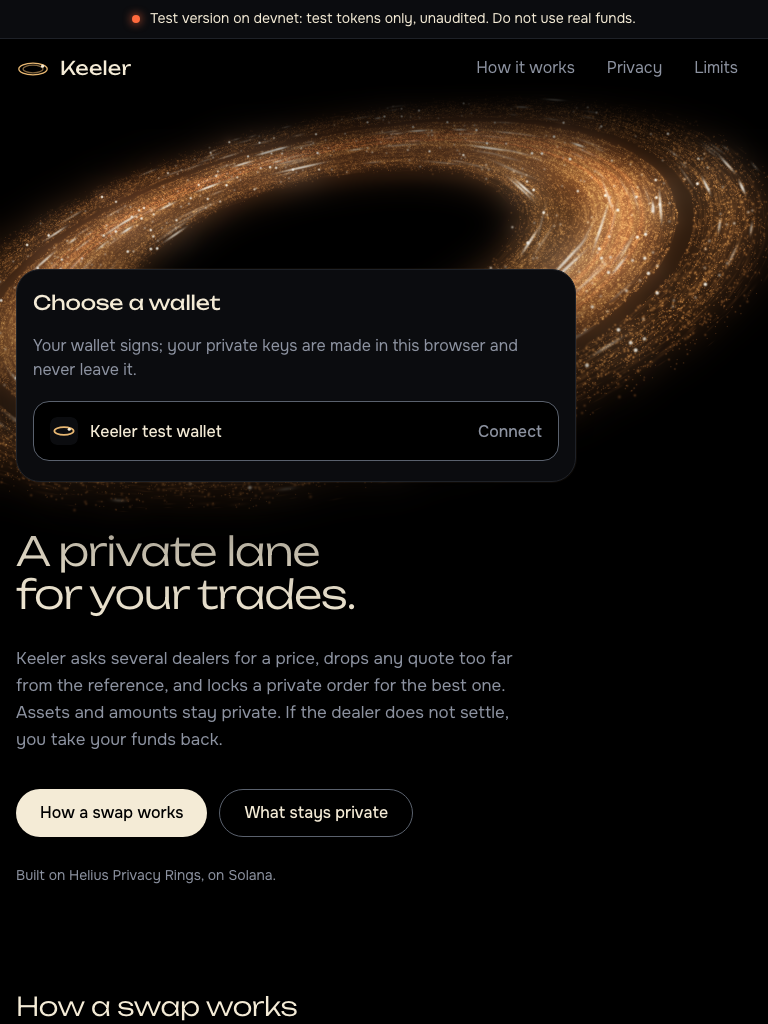 Test version on devnet: test tokens only, unaudited. Do not use real funds.
Keeler
How it works
Privacy
Limits
Choose a wallet
Your wallet signs; your private keys are made in this browser and
never leave it.
Keeler test wallet
Connect
A private lane
for your trades.
Keeler asks several dealers for a price, drops any quote too far
from the reference, and locks a private order for the best one.
Assets and amounts stay private. If the dealer does not settle,
you take your funds back.
How a swap works
What stays private
Built on Helius Privacy Rings, on Solana.
How a swap works